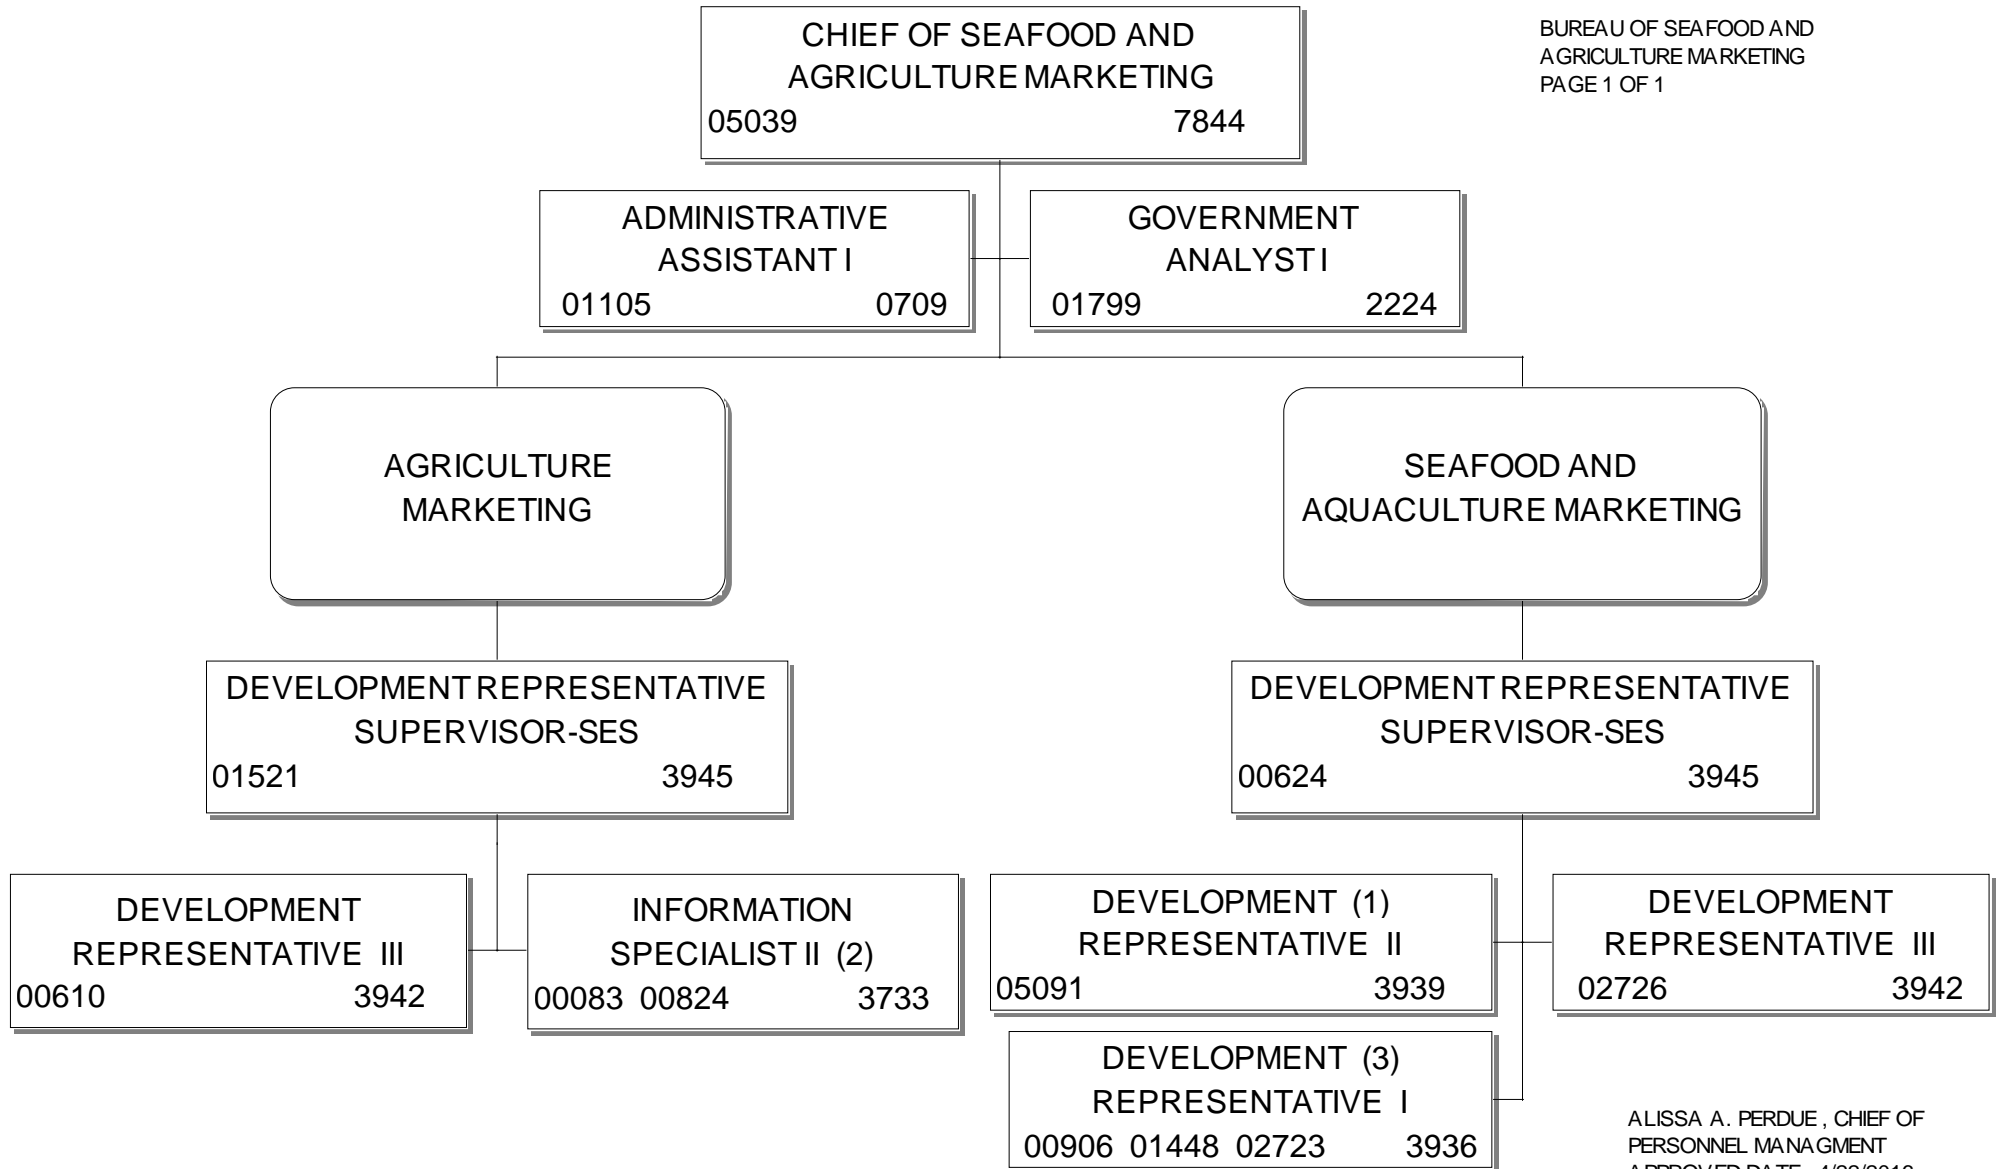 CHIEF OF SEAFOOD AND
AGRICULTURE MARKETING
05039 7844
BUREAU OF SEAFOOD AND
AGRICULTURE MARKETING
PAGE 1 OF 1
ADMINISTRATIVE
ASSISTANT I
01105 0709
GOVERNMENT
ANALYST I
01799 2224
AGRICULTURE
MARKETING
SEAFOOD AND
AQUACULTURE MARKETING
DEVELOPMENT REPRESENTATIVE
SUPERVISOR-SES
01521 3945
DEVELOPMENT REPRESENTATIVE
SUPERVISOR-SES
00624 3945
DEVELOPMENT
REPRESENTATIVE III
00610 3942
INFORMATION
SPECIALIST II (2)
00083 00824 3733
DEVELOPMENT (1)
REPRESENTATIVE II
05091 3939
DEVELOPMENT
REPRESENTATIVE III
02726 3942
DEVELOPMENT (3)
REPRESENTATIVE I
00906 01448 02723 3936
ALISSA A. PERDUE , CHIEF OF
PERSONNEL MANAGMENT
APPROVED DATE